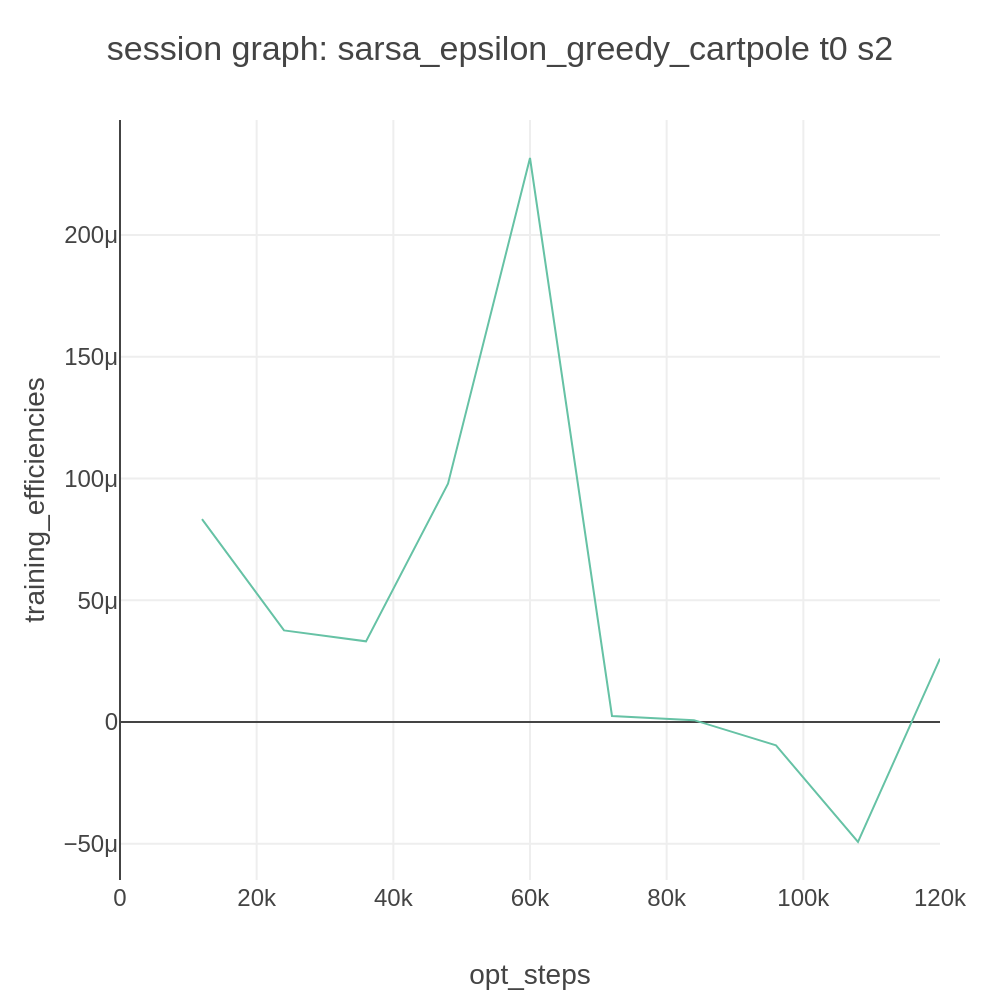 session graph: sarsa_epsilon_greedy_cartpole t0 s2
training_efficiencies
200μ
150μ
100μ
50μ
0
−50μ
0
20k
40k
60k
80k
100k
120k
opt_steps